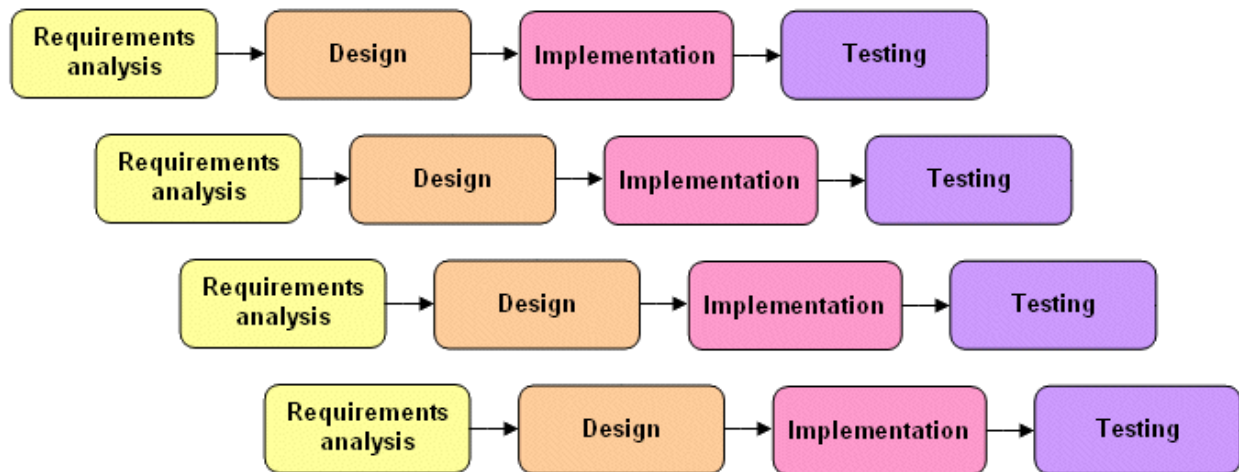 Requirements
analysis
Design
Implementation
Testing
Requirements
analysis
Design
Implementation
Testing
Requirements
analysis
Design
Implementation
Testing
Requirements
analysis
Design
Implementation
Testing